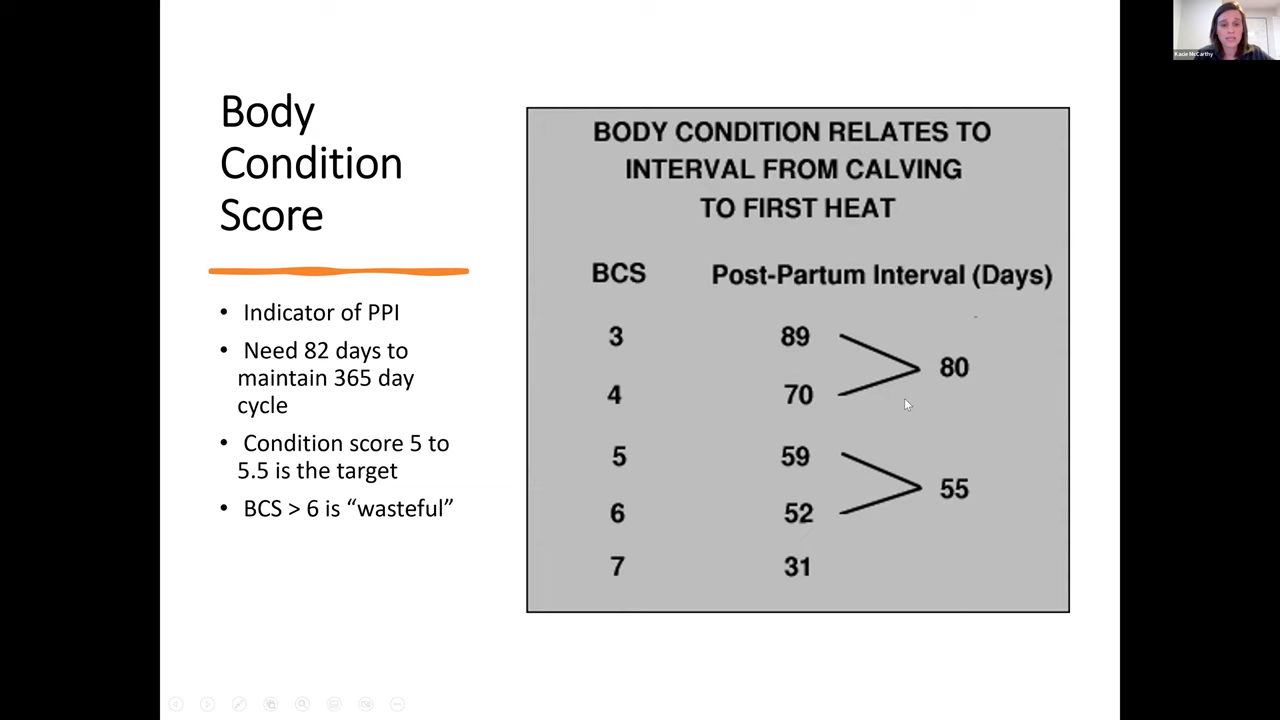 Body
Condition
Score
• Indicator of PPI
• Need 82 days to
maintain 365 day
cycle
• Condition score 5 to
5.5 is the target
• BCS > 6 is “wasteful”
BODY CONDITION RELATES TO
INTERVAL FROM CALVING
TO FIRST HEAT
BCS Post-Partum Interval (Days)
3 89
80
4 70
5 59
55
6 52
7 31
Kacie McCarthy